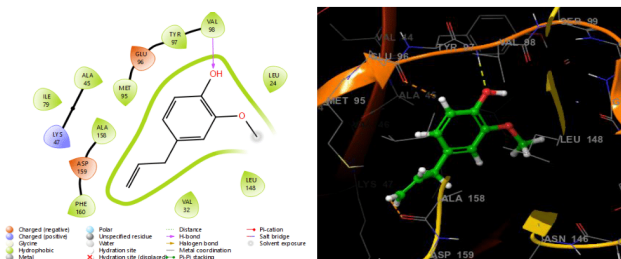 VAL
98
TYR
97
GLU
96
MET
95
ALA
45
ILE
79
LYS
47
ALA
158
ASP
159
PHE
160
OH
O
LEU
24
LEU
148
VAL
32
Charged (negative)
Charged (positive)
Glycine
Hydrophobic
Metal
Polar
Unspecified residue
Water
Hydration site
Hydration site (displaced)
Distance
H-bond
Halogen bond
Metal coordination
Pi-Pi stacking
Pi-cation
Salt bridge
Solvent exposure
SER 99
GLU 96
TYR 97
VAL 98
MET 95
ALA 45
LEU 148
LYS 47
ALA 158
ASN 146
ASP 159